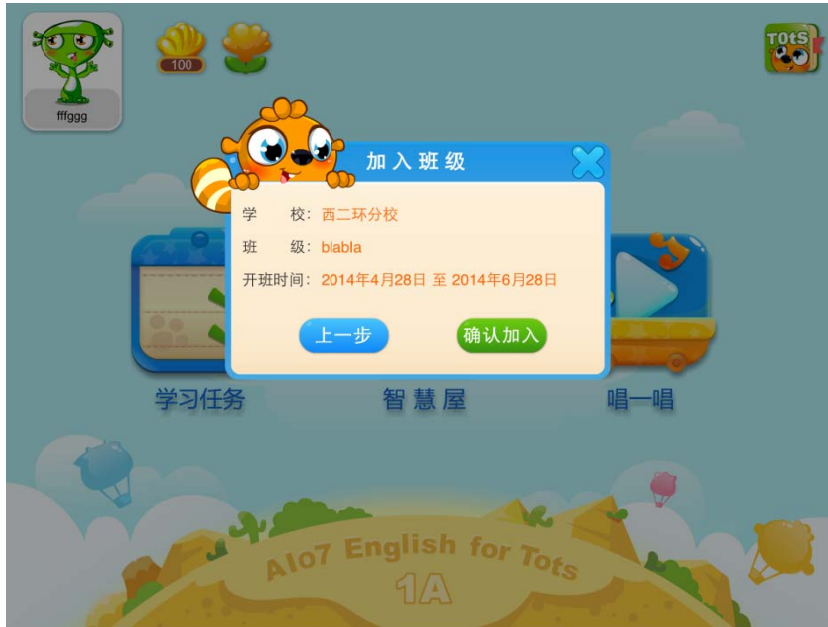 TOtS
100
fffggg
加入班级
学 校：西二环分校
班 级：blabla
开班时间：2014年4月28日 至 2014年6月28日
上一步
确认加入
学习任务
智慧屋
唱一唱
Alo7 English for Tots
1A